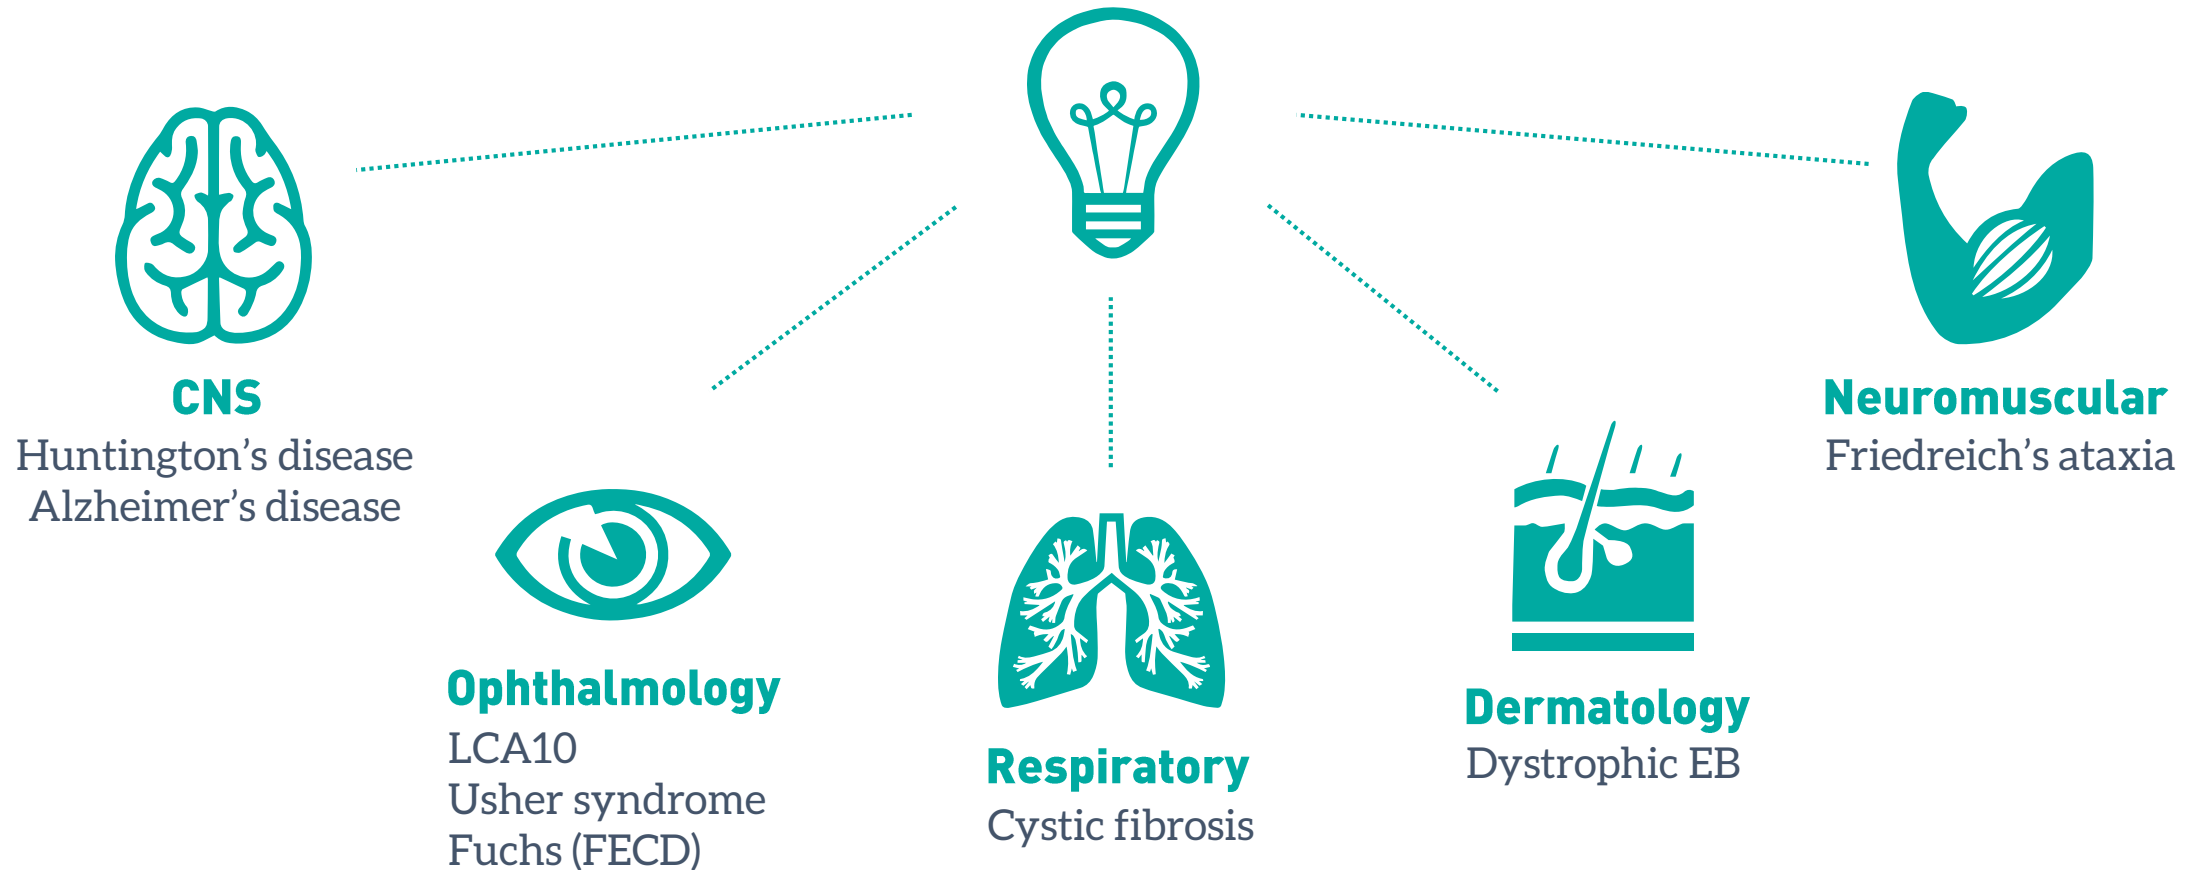 CNS
Huntington’s disease
Alzheimer’s disease
Ophthalmology
LCA10
Usher syndrome
Fuchs (FECD)
Respiratory
Cystic fibrosis
Dermatology
Dystrophic EB
Neuromuscular
Friedreich’s ataxia